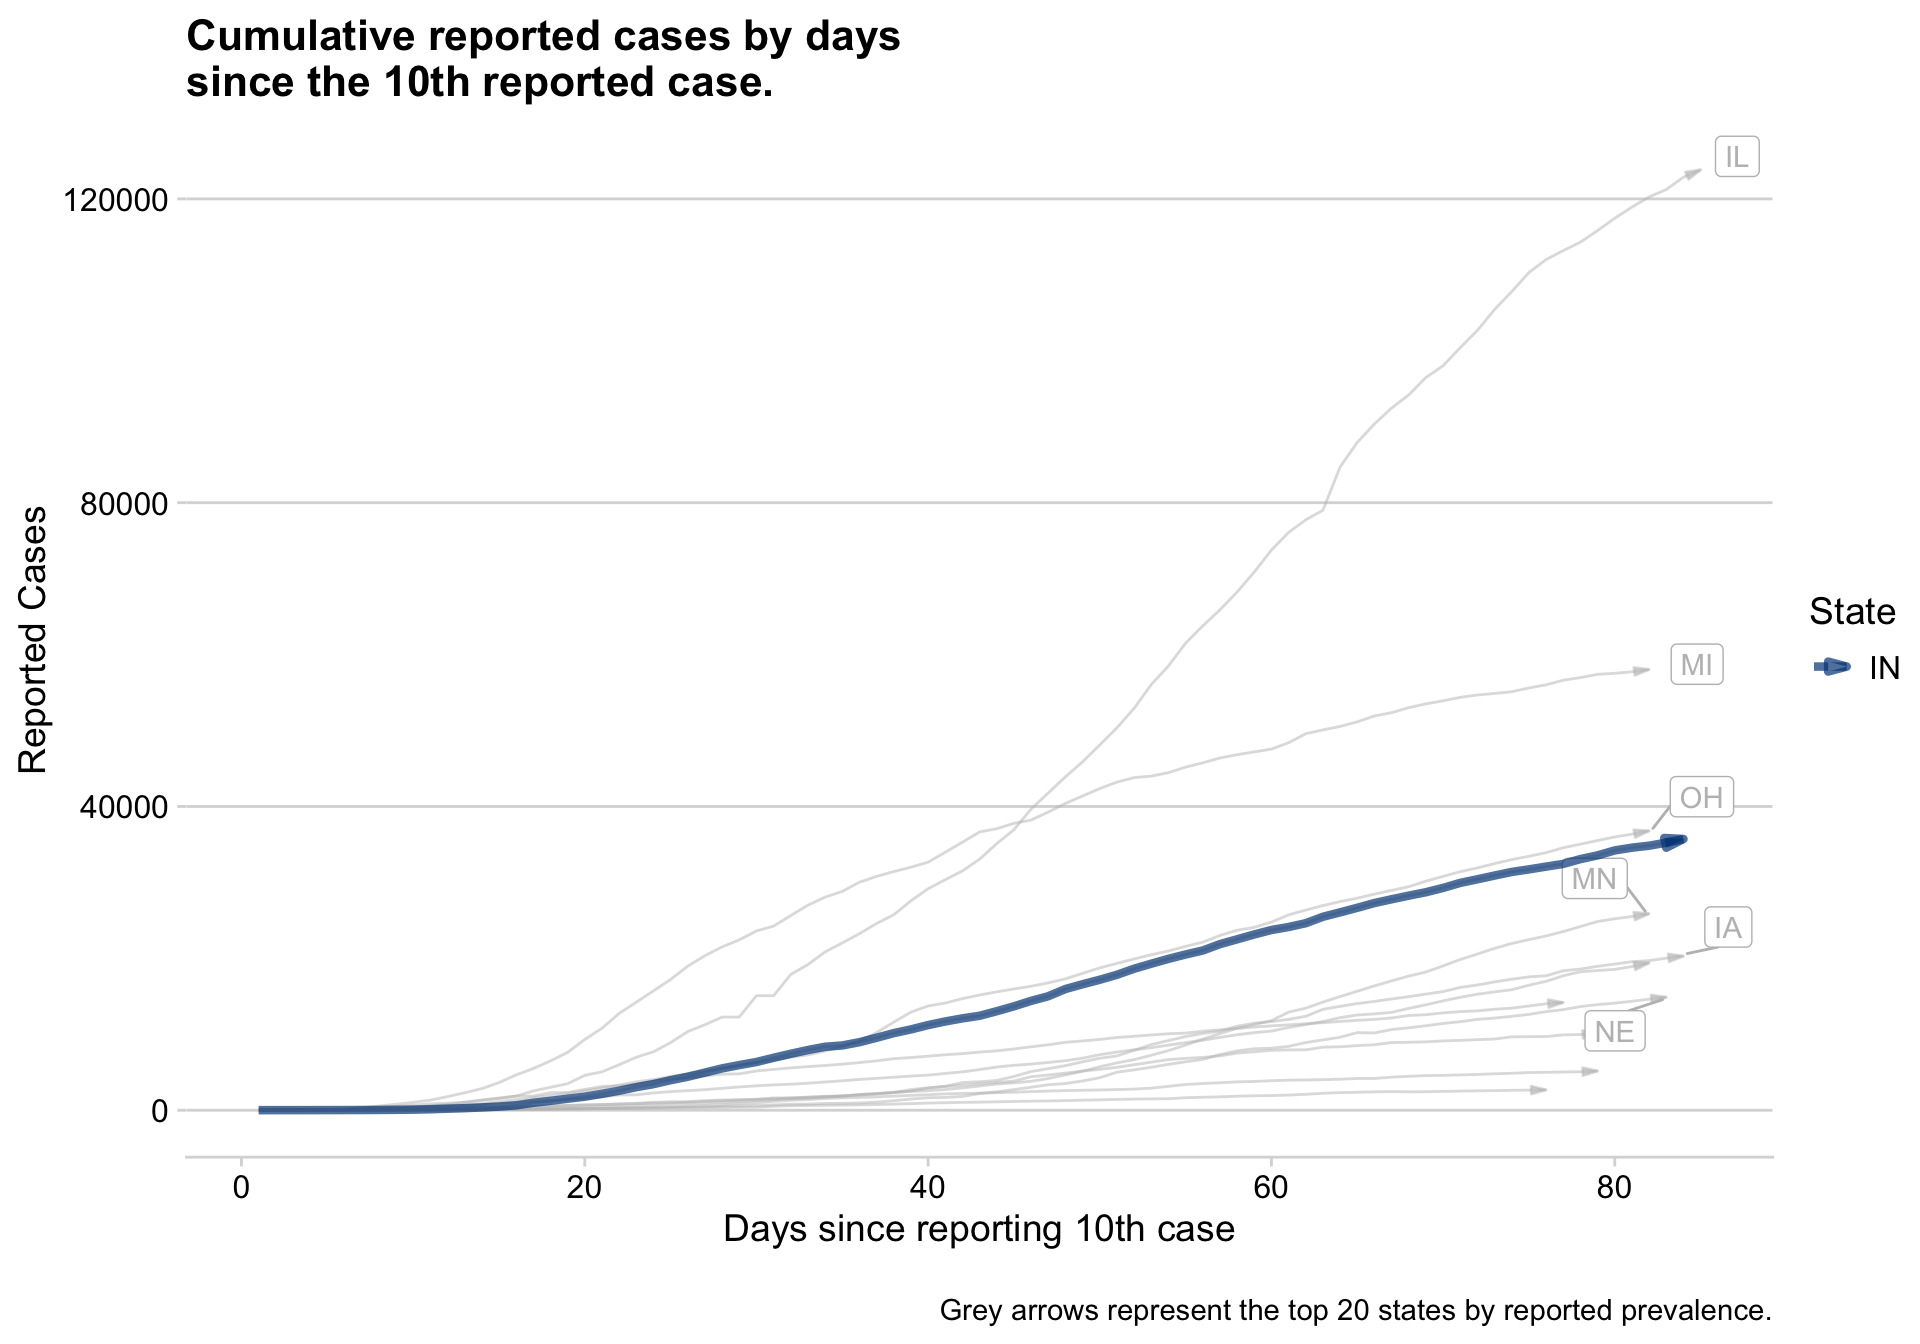 Cumulative reported cases by days
since the 10th reported case.
IL
120000
80000
MI
State
IN
OH
40000
MN
IA
NE
0
0 20 40 60 80
Reported Cases
Days since reporting 10th case
Grey arrows represent the top 20 states by reported prevalence.